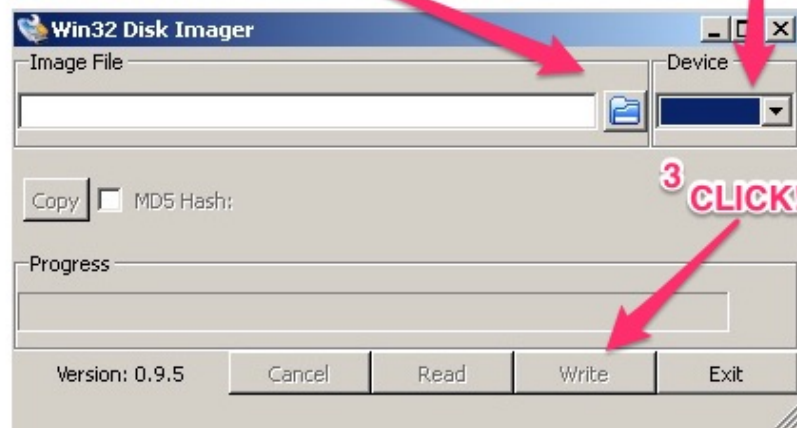 Win32 Disk Imager
Image File
Device
Copy
MD5 Hash:
3 CLICK!
Progress
Version: 0.9.5
Cancel
Read
Write
Exit